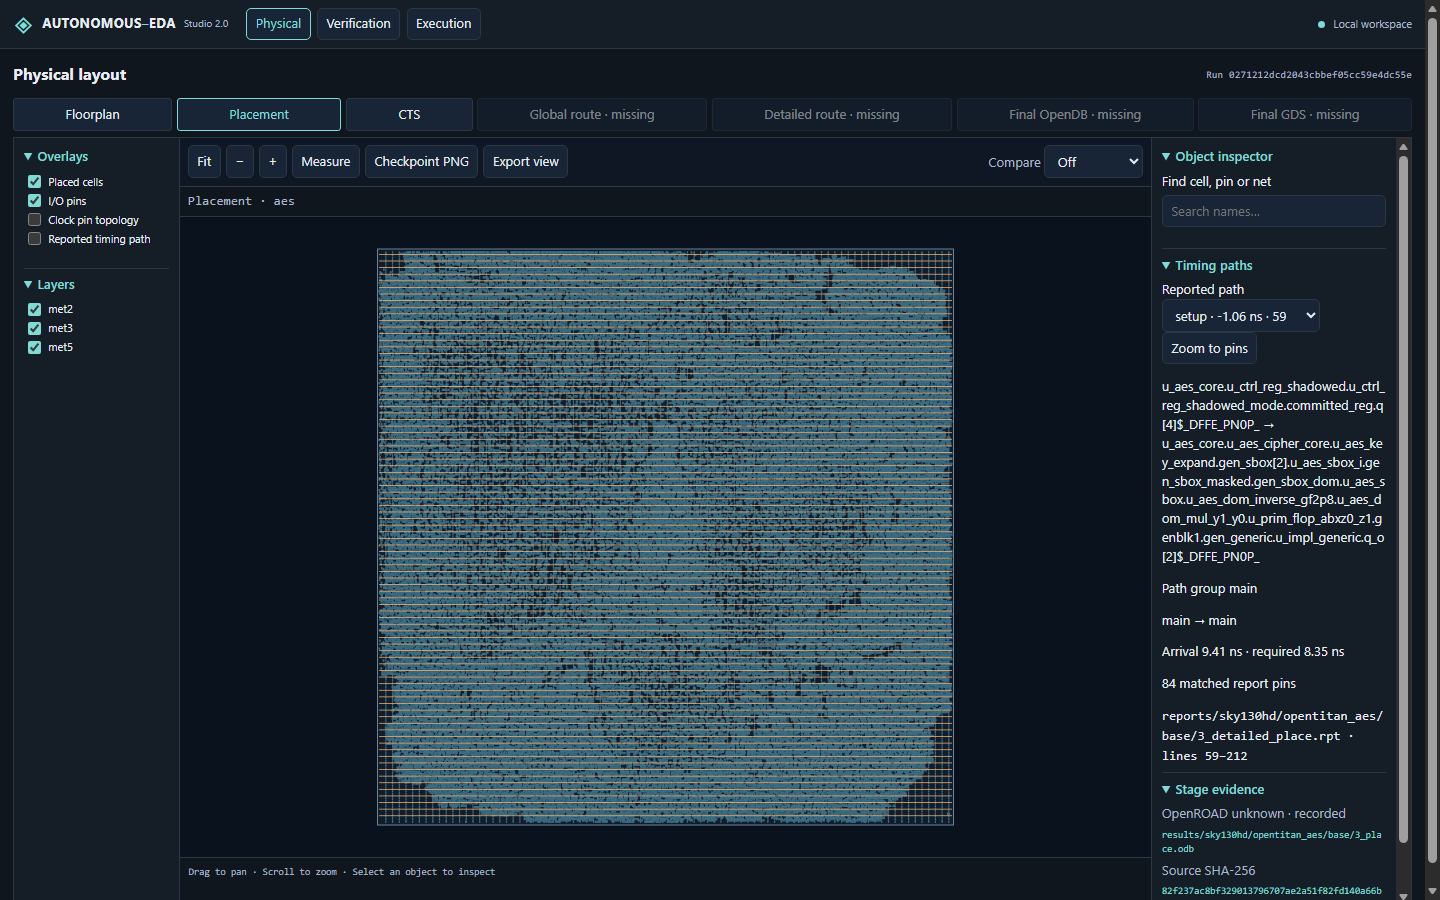 AUTONOMOUS–EDA Studio 2.0
Physical
Verification
Execution
Local workspace
Physical layout
Run 0271212dcd2043cbbef05cc59e4dc55e
Floorplan
Placement
CTS
Global route · missing
Detailed route · missing
Final OpenDB · missing
Final GDS · missing
Overlays
Placed cells
I/O pins
Clock pin topology
Reported timing path
Layers
met2
met3
met5
Fit
−
+
Measure
Checkpoint PNG
Export view
Compare
Off
Placement · aes
Drag to pan · Scroll to zoom · Select an object to inspect
Object inspector
Find cell, pin or net
Search names...
Timing paths
Reported path
setup · -1.06 ns · 59
Zoom to pins
u_aes_core.u_ctrl_reg_shadowed.u_ctrl_
reg_shadowed_mode.committed_reg.q
[4]$_DFFE_PN0P_ →
u_aes_core.u_aes_cipher_core.u_aes_ke
y_expand.gen_sbox[2].u_aes_sbox_i.ge
n_sbox_masked.gen_sbox_dom.u_aes_s
box.u_aes_dom_inverse_gf2p8.u_aes_d
om_mul_y1_y0.u_prim_flop_abxz0_z1.g
enblk1.gen_generic.u_impl_generic.q_o
[2]$_DFFE_PN0P_
Path group main
main → main
Arrival 9.41 ns · required 8.35 ns
84 matched report pins
reports/sky130hd/opentitan_aes/
base/3_detailed_place.rpt ·
lines 59–212
Stage evidence
OpenROAD unknown · recorded
results/sky130hd/opentitan_aes/base/3_pla
ce.odb
Source SHA-256
82f237ac8bf329013796707ae2a51f82fd140a66b